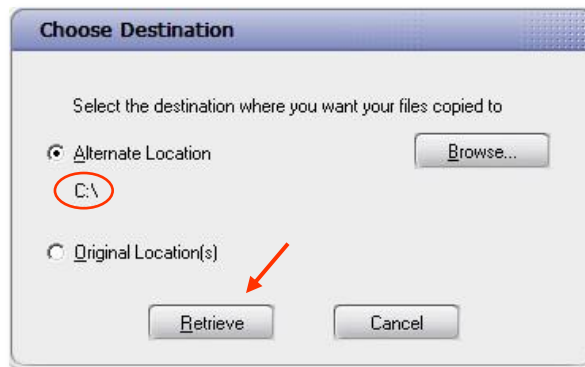 Choose Destination
Select the destination where you want your files copied to
Alternate Location
Browse...
C:\
Original Location(s)
Retrieve
Cancel